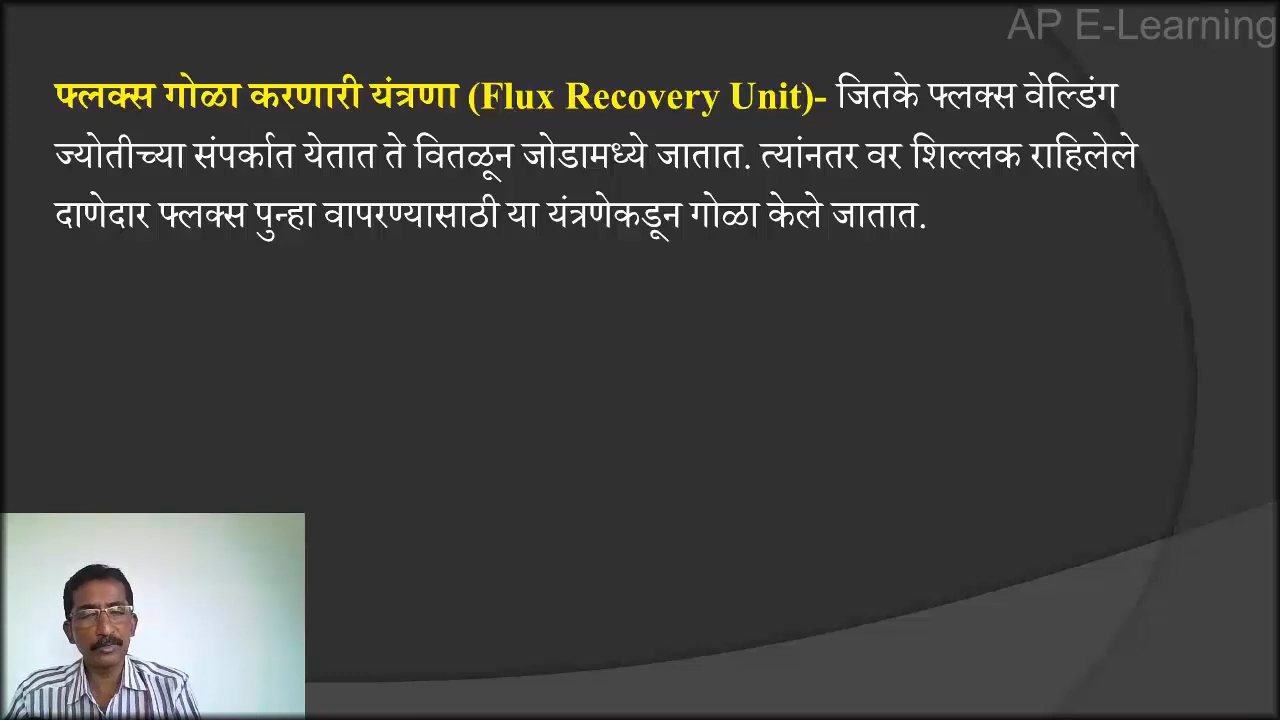 AP E-Learning
फ्लक्स गोळा करणारी यंत्रणा (Flux Recovery Unit)- जितके फ्लक्स वेल्डिंग
ज्योतीच्या संपर्कात येतात ते वितळून जोडामध्ये जातात. त्यांनतर वर शिल्लक राहिलेले
दाणेदार फ्लक्स पुन्हा वापरण्यासाठी या यंत्रणेकडून गोळा केले जातात.